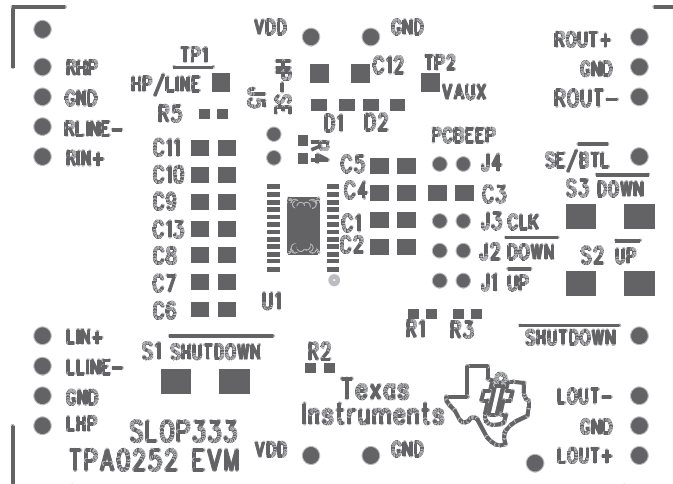 VDD
GND
ROUT+
TP1
RHP
HP/LINE
HP-SE
J5
C12
TP2
VAUX
GND
GND
R5
ROUT-
RLINE-
D1 D2
PCBEEP
RIN+
C11
R4
C5
J4
SE/BTL
C10
C4
C3
S3 DOWN
C9
C1
J3 CLK
C13
C2
J2 DOWN
S2 UP
C8
C7
J1 UP
C6
U1
R1 R3
LIN+
SHUTDOWN
S1 SHUTDOWN
R2
LLINE-
Texas
Instruments
GND
LOUT-
LHP
SLOP333
GND
TPA0252 EVM
VDD
GND
LOUT+